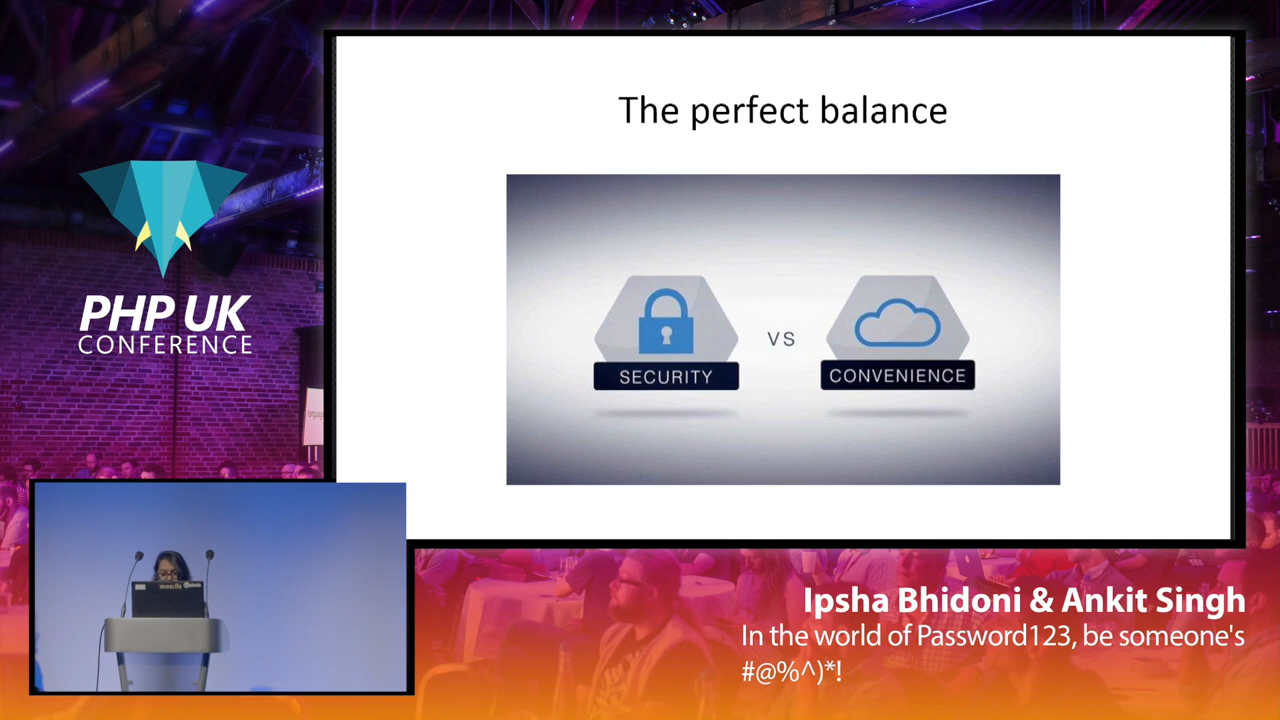 The perfect balance
SECURITY
VS
CONVENIENCE
PHP UK
CONFERENCE
mozilla
Ipsha Bhidoni & Ankit Singh
In the world of Password123, be someone's
#@%^)*!